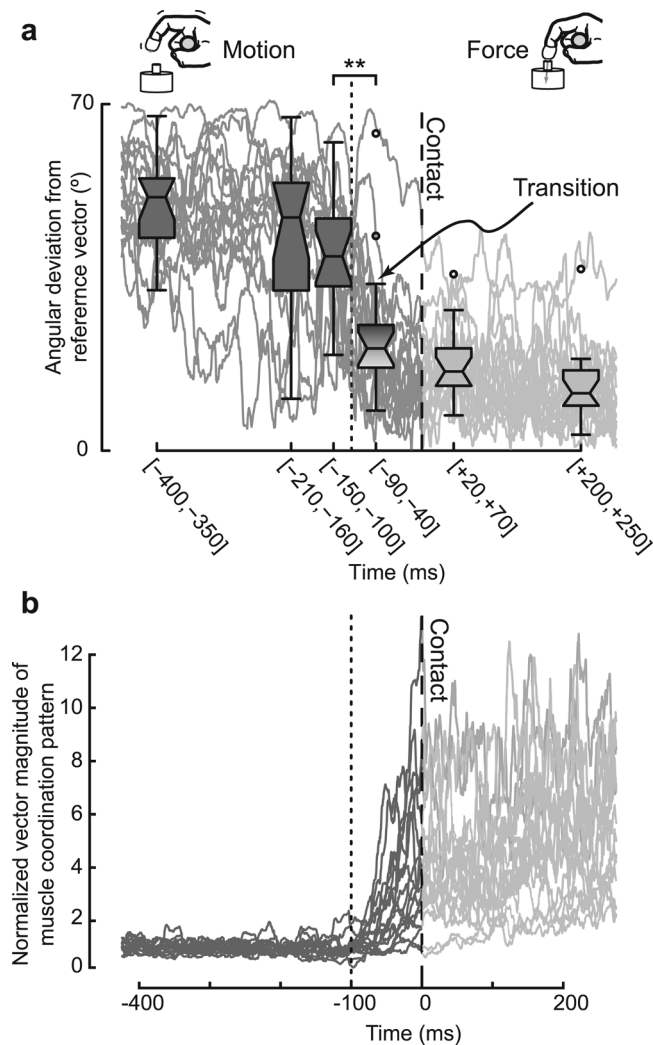 a
Motion
Force
**
70
Contact
Transition
Angular deviation from
reference vector (º)
0
[−400,−350]
[−210,−160]
[−150,−100]
[−90,−40]
[+20,+70]
[+200,+250]
Time (ms)
b
Contact
Normalized vector magnitude of
muscle coordination pattern
12
10
8
6
4
2
0
-400
-100
0
200
Time (ms)